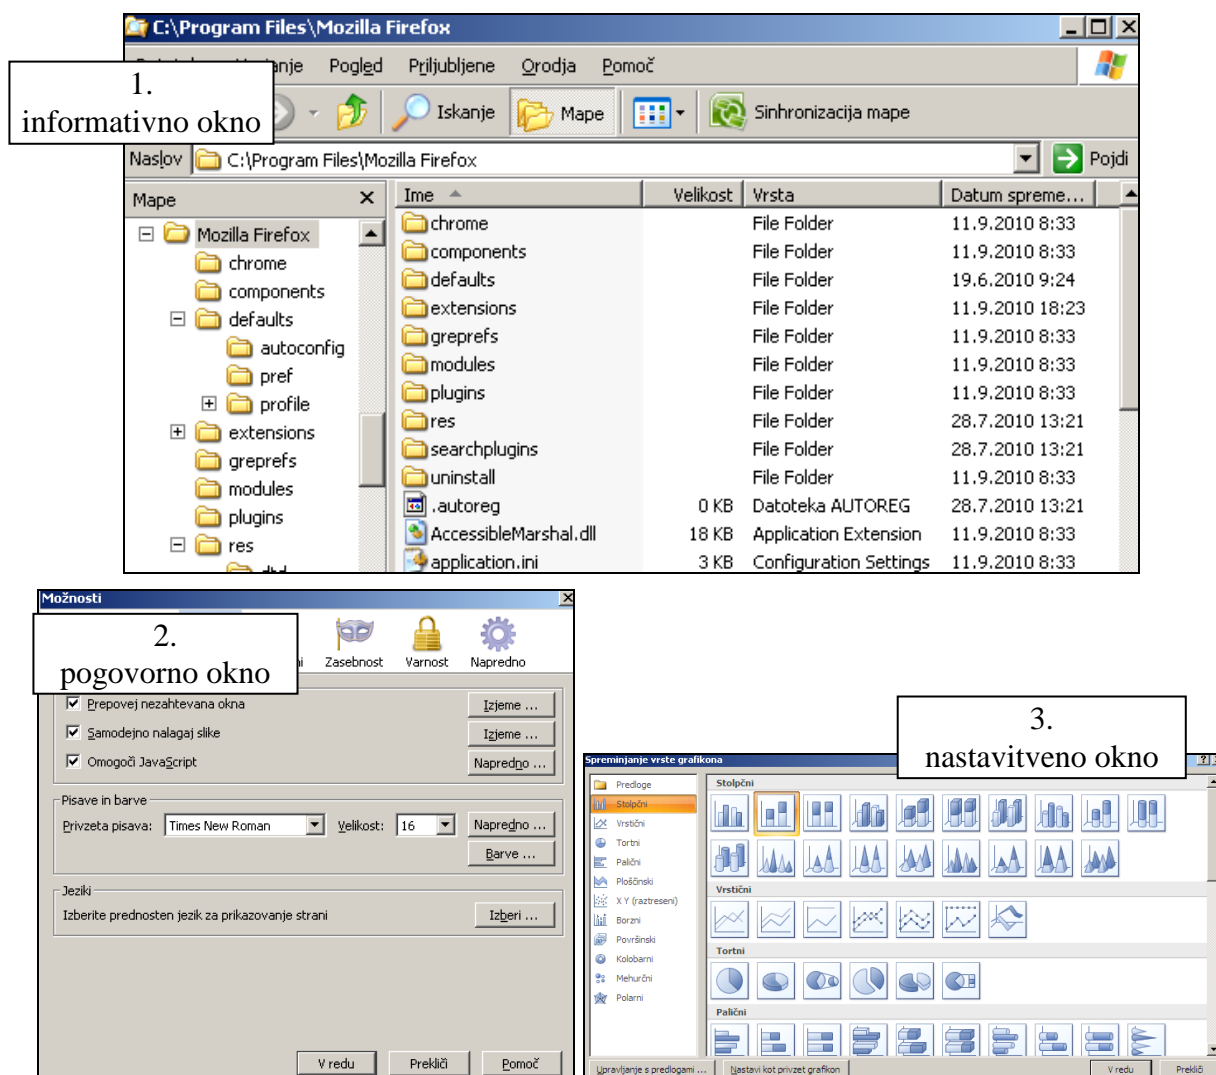 C:\Program Files\Mozilla Firefox
Pogled Priljubljene Orodja Pomoč
1.
informativno okno
Iskanje Mape Sinhronizacija mape
Naslov C:\Program Files\Mozilla Firefox Pojdi
Mape
Mozilla Firefox
chrome
components
defaults
autoconfig
pref
profile
extensions
greprefs
modules
plugins
res
Ime Velikost Vrsta Datum spreme...
chrome File Folder 11.9.2010 8:33
components File Folder 11.9.2010 8:33
defaults File Folder 19.6.2010 9:24
extensions File Folder 11.9.2010 18:23
greprefs File Folder 11.9.2010 8:33
modules File Folder 11.9.2010 8:33
plugins File Folder 11.9.2010 8:33
res File Folder 28.7.2010 13:21
searchplugins File Folder 28.7.2010 13:21
uninstall File Folder 11.9.2010 8:33
.autoreg 0 KB Datoteka AUTOREG 28.7.2010 13:21
AccessibleMarshal.dll 18 KB Application Extension 11.9.2010 8:33
application.ini 3 KB Configuration Settings 11.9.2010 8:33
Možnosti
2.
pogovorno okno
Zasebnost Varnost Napredno
Prepovej nezahtevana okna Izjeme ...
Samodejno nalagaj slike Izjeme ...
Omogoči JavaScript Napredno ...
Pisave in barve
Privzeta pisava: Times New Roman Velikost: 16 Napredno ...
Barve ...
Jeziki
Izberite prednosten jezik za prikazovanje strani Izberi ...
V redu Prekliči Pomoč
3.
nastavitveno okno
Spreminjanje vrste grafikona
Predloge
Stolpčni
Vrstični
Tortni
Palični
Ploščinski
X Y (raztreseni)
Borzni
Površinski
Kolobarni
Mehurčni
Polarni
Stolpčni
Vrstični
Tortni
Palični
Upravljanje s predlogami ... Nastavi kot privzet grafikon V redu Prekliči